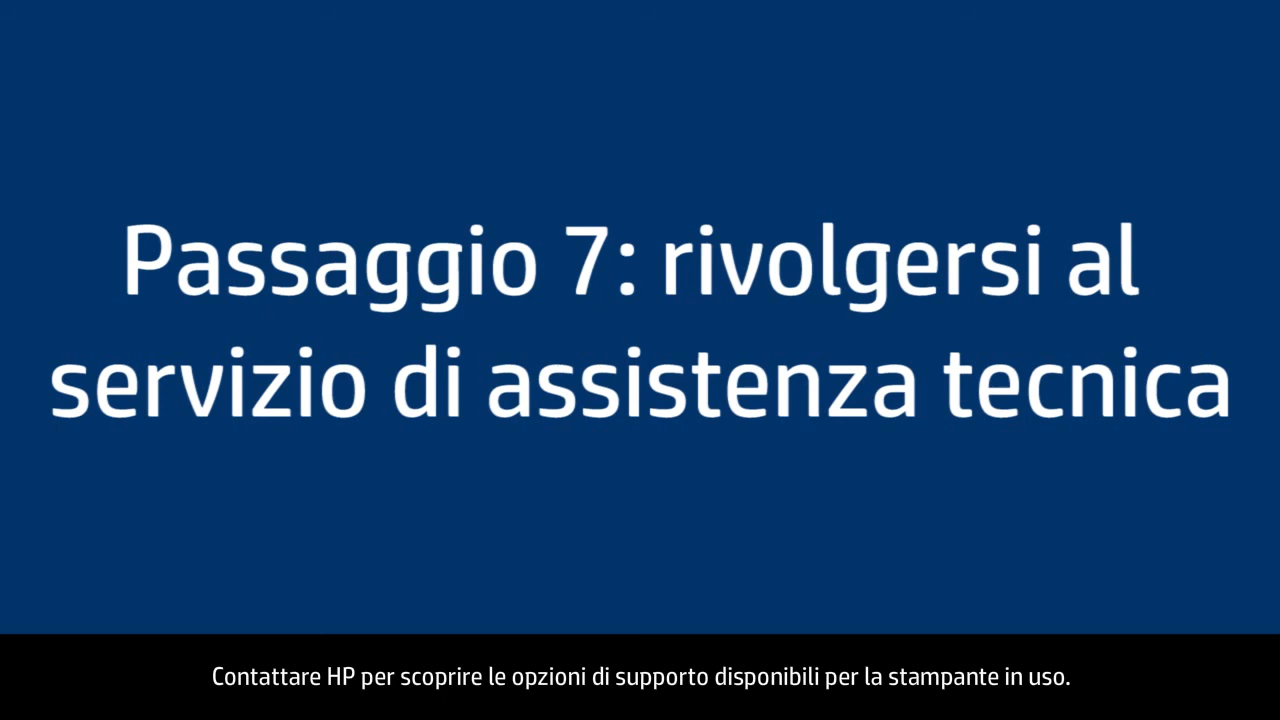 Passaggio 7: rivolgersi al
servizio di assistenza tecnica
Contattare HP per scoprire le opzioni di supporto disponibili per la stampante in uso.